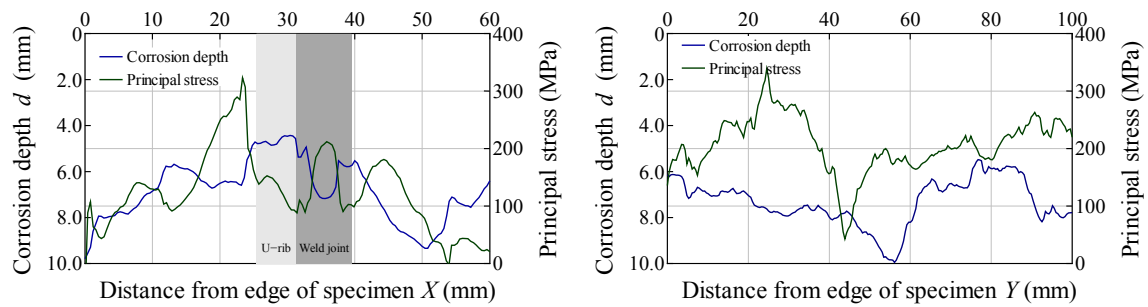 0 10 20 30 40 50 60
0 2.0 4.0 6.0 8.0 10.0
Corrosion depth d (mm)
Corrosion depth
Principal stress
U−rib
Weld joint
400 300 200 100 0
Principal stress (MPa)
Distance from edge of specimen X (mm)
0 20 40 60 80 100
0 2.0 4.0 6.0 8.0 10.0
Corrosion depth d (mm)
Corrosion depth
Principal stress
400 300 200 100 0
Principal stress (MPa)
Distance from edge of specimen Y (mm)